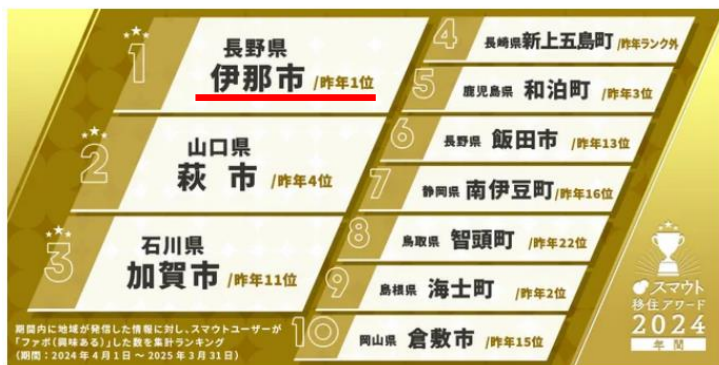 1
長野県
伊那市 /昨年1位
2
山口県
萩市 /昨年4位
3
石川県
加賀市 /昨年11位
期間内に地域が発信した情報に対し、スマウトユーザーが
「ファボ(興味ある)」した数を集計ランキング
(期間：2024年4月1日〜2025年3月31日)
4 長崎県 新上五島町 /昨年ランク外
5 鹿児島県 和泊町 /昨年3位
6 長野県 飯田市 /昨年13位
7 静岡県 南伊豆町 /昨年16位
8 鳥取県 智頭町 /昨年22位
9 島根県 海士町 /昨年2位
10 岡山県 倉敷市 /昨年15位
スマウト
移住アワード
2024
年間